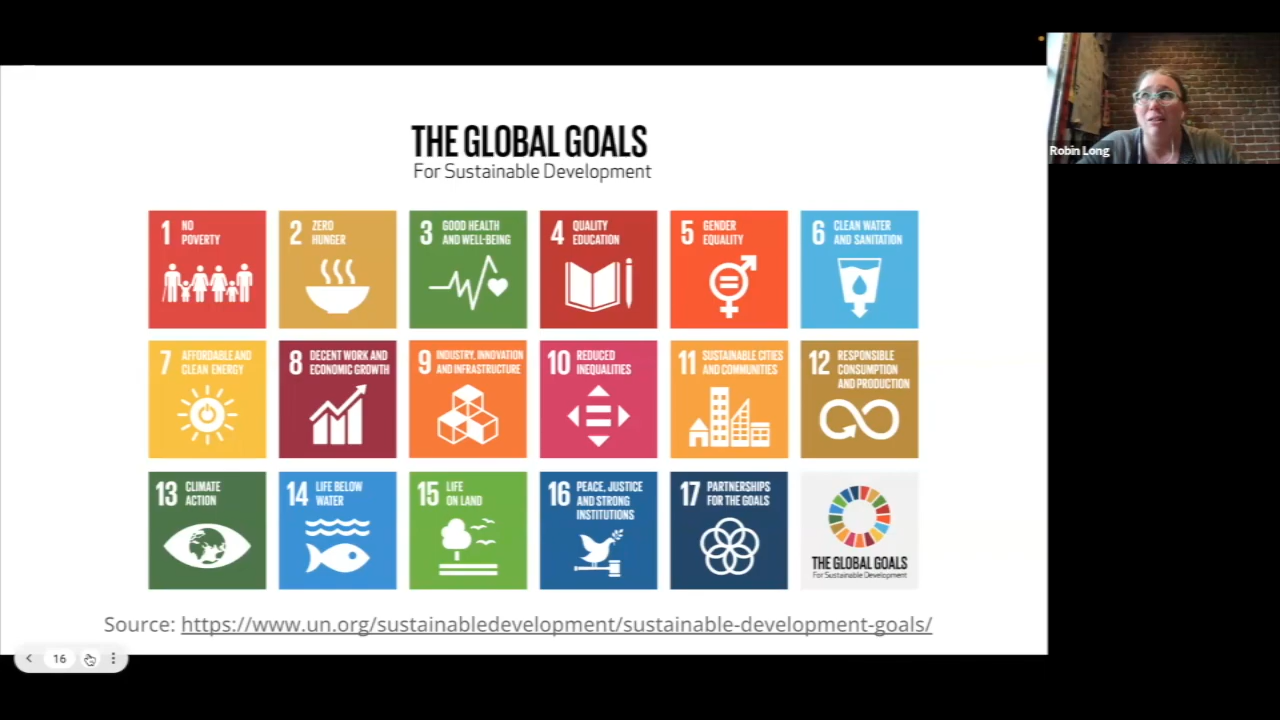 THE GLOBAL GOALS
For Sustainable Development
Robin Long
1 NO
POVERTY
2 ZERO
HUNGER
3 GOOD HEALTH
AND WELL-BEING
4 QUALITY
EDUCATION
5 GENDER
EQUALITY
6 CLEAN WATER
AND SANITATION
7 AFFORDABLE AND
CLEAN ENERGY
8 DECENT WORK AND
ECONOMIC GROWTH
9 INDUSTRY, INNOVATION
AND INFRASTRUCTURE
10 REDUCED
INEQUALITIES
11 SUSTAINABLE CITIES
AND COMMUNITIES
12 RESPONSIBLE
CONSUMPTION
AND PRODUCTION
13 CLIMATE
ACTION
14 LIFE BELOW
WATER
15 LIFE
ON LAND
16 PEACE, JUSTICE
AND STRONG
INSTITUTIONS
17 PARTNERSHIPS
FOR THE GOALS
THE GLOBAL GOALS
For Sustainable Development
Source: https://www.un.org/sustainabledevelopment/sustainable-development-goals/
16